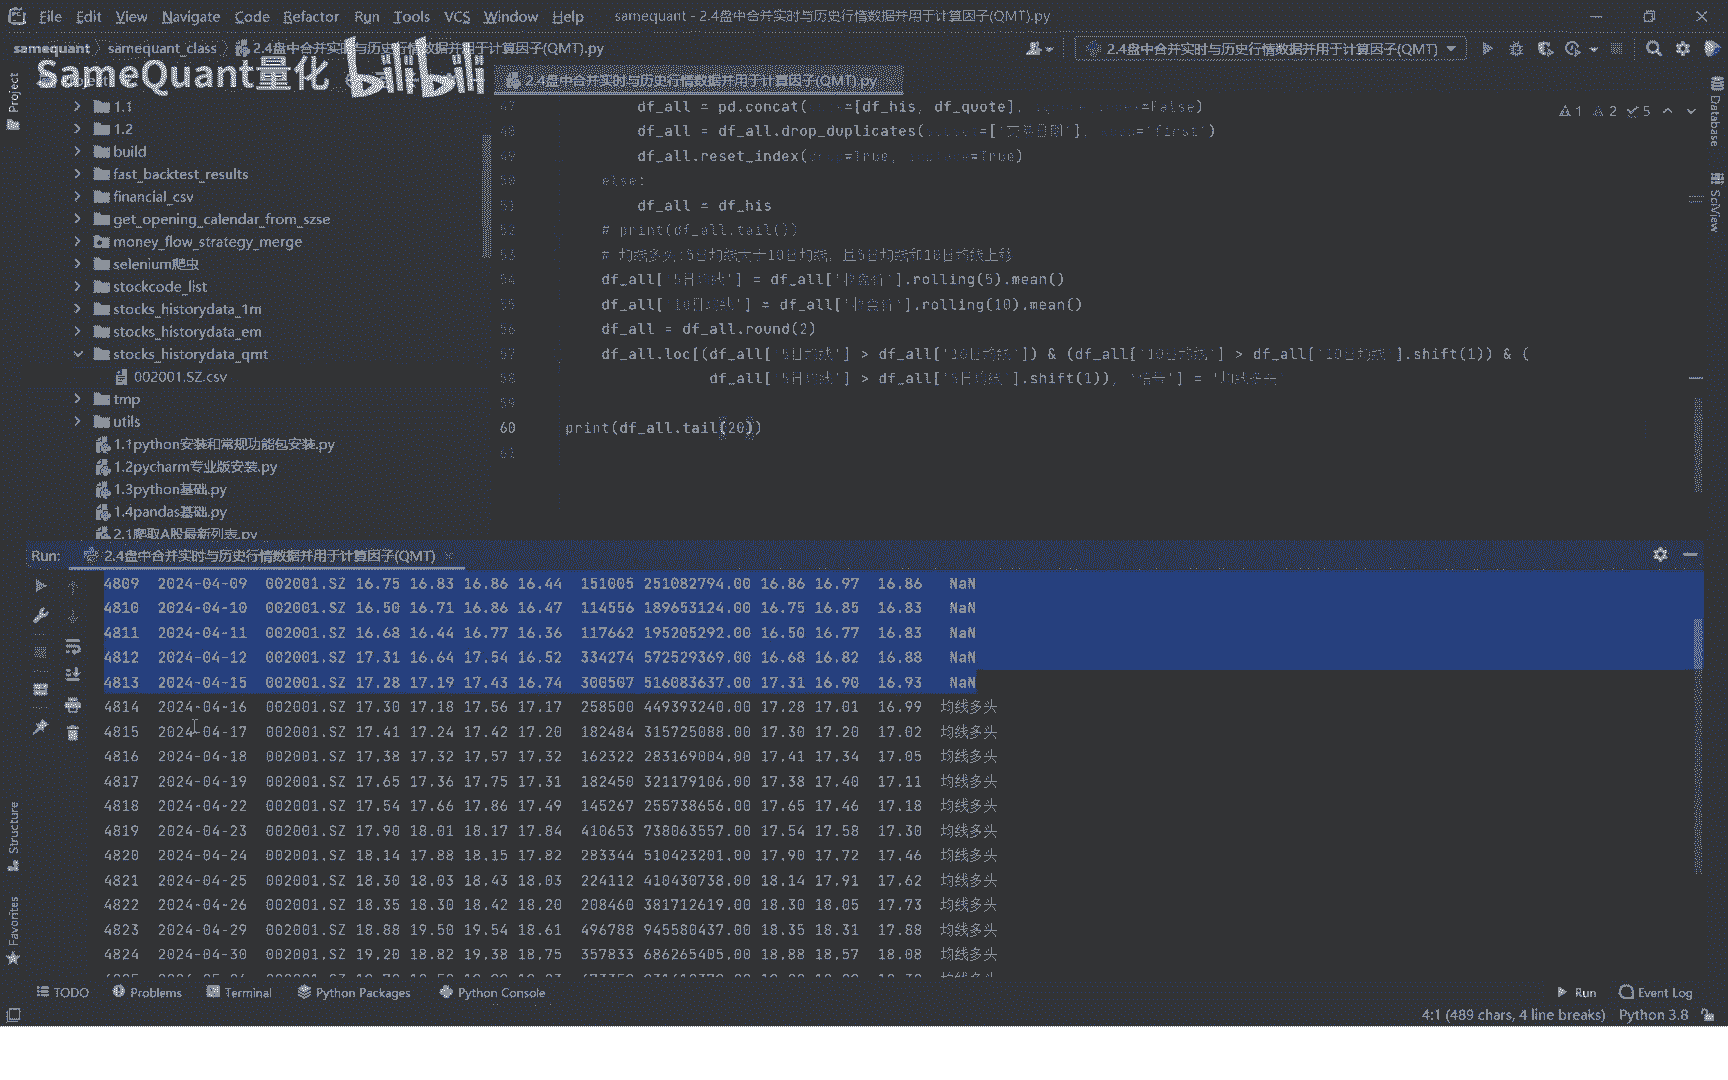 File Edit View Navigate Code Refactor Run Tools VCS Window Help samequant - 2.4盘中合并实时与历史行情数据并用于计算因子(QMT).py
samequant samequant_class 2.4盘中合并实时与历史行情数据并用于计算因子(QMT).py 2.4盘中合并实时与历史行情数据并用于计算因子(QMT)
SameQuant量化 bilibili
2.4盘中合并实时与历史行情数据并用于计算因子(QMT).py
Project
Database
SciView
1 2 5
1.1
1.2
build
fast_backtest_results
financial_csv
get_opening_calendar_from_szse
money_flow_strategy_merge
selenium爬虫
stockcode_list
stocks_historydata_1m
stocks_historydata_em
stocks_historydata_qmt
002001.SZ.csv
tmp
utils
1.1python安装和常规功能包安装.py
1.2pycharm专业版安装.py
1.3python基础.py
1.4pandas基础.py
2.1爬取A股最新列表.py
47 df_all = pd.concat( =[df_his, df_quote], =False)
48 df_all = df_all.drop_duplicates( =[' '], ='first')
49 df_all.reset_index( =True, =True)
50 else:
51 df_all = df_his
52 # print(df_all.tail())
53 # 均线多头:5日均线大于10日均线，且5日均线和10日均线上移
54 df_all['5日均线'] = df_all['收盘价'].rolling(5).mean()
55 df_all['10日均线'] = df_all['收盘价'].rolling(10).mean()
56 df_all = df_all.round(2)
57 df_all.loc[(df_all['5日均线'] > df_all['10日均线']) & (df_all['10日均线'] > df_all['10日均线'].shift(1)) & (
58 df_all['5日均线'] > df_all['5日均线'].shift(1)), '信号'] = '均线多头'
59
60 print(df_all.tail(20))
61
Run: 2.4盘中合并实时与历史行情数据并用于计算因子(QMT)
4809 2024-04-09 002001.SZ 16.75 16.83 16.86 16.44 151005 251082794.00 16.86 16.97 16.86 NaN
4810 2024-04-10 002001.SZ 16.50 16.71 16.86 16.47 114556 189653124.00 16.75 16.85 16.83 NaN
4811 2024-04-11 002001.SZ 16.68 16.44 16.77 16.36 117662 195205292.00 16.50 16.77 16.83 NaN
4812 2024-04-12 002001.SZ 17.31 16.64 17.54 16.52 334274 572529369.00 16.68 16.82 16.88 NaN
4813 2024-04-15 002001.SZ 17.28 17.19 17.43 16.74 300507 516083637.00 17.31 16.90 16.93 NaN
4814 2024-04-16 002001.SZ 17.30 17.18 17.56 17.17 258500 449393240.00 17.28 17.01 16.99 均线多头
4815 2024-04-17 002001.SZ 17.41 17.24 17.42 17.20 182484 315725088.00 17.30 17.20 17.02 均线多头
4816 2024-04-18 002001.SZ 17.38 17.32 17.57 17.32 162322 283169004.00 17.41 17.34 17.05 均线多头
4817 2024-04-19 002001.SZ 17.65 17.36 17.75 17.31 182450 321179106.00 17.38 17.40 17.11 均线多头
4818 2024-04-22 002001.SZ 17.54 17.66 17.86 17.49 145267 255738656.00 17.65 17.46 17.18 均线多头
4819 2024-04-23 002001.SZ 17.90 18.01 18.17 17.84 410653 738063557.00 17.54 17.58 17.30 均线多头
4820 2024-04-24 002001.SZ 18.14 17.88 18.15 17.82 283344 510423201.00 17.90 17.72 17.46 均线多头
4821 2024-04-25 002001.SZ 18.30 18.03 18.43 18.03 224112 410430738.00 18.14 17.91 17.62 均线多头
4822 2024-04-26 002001.SZ 18.35 18.30 18.42 18.20 208460 381712619.00 18.30 18.05 17.73 均线多头
4823 2024-04-29 002001.SZ 18.88 19.50 19.54 18.61 496788 945580437.00 18.35 18.31 17.88 均线多头
4824 2024-04-30 002001.SZ 19.20 18.82 19.38 18.75 357833 686265405.00 18.88 18.57 18.08 均线多头
Structure
Favorites
TODO Problems Terminal Python Packages Python Console Run Event Log
4:1 (489 chars, 4 line breaks) Python 3.8